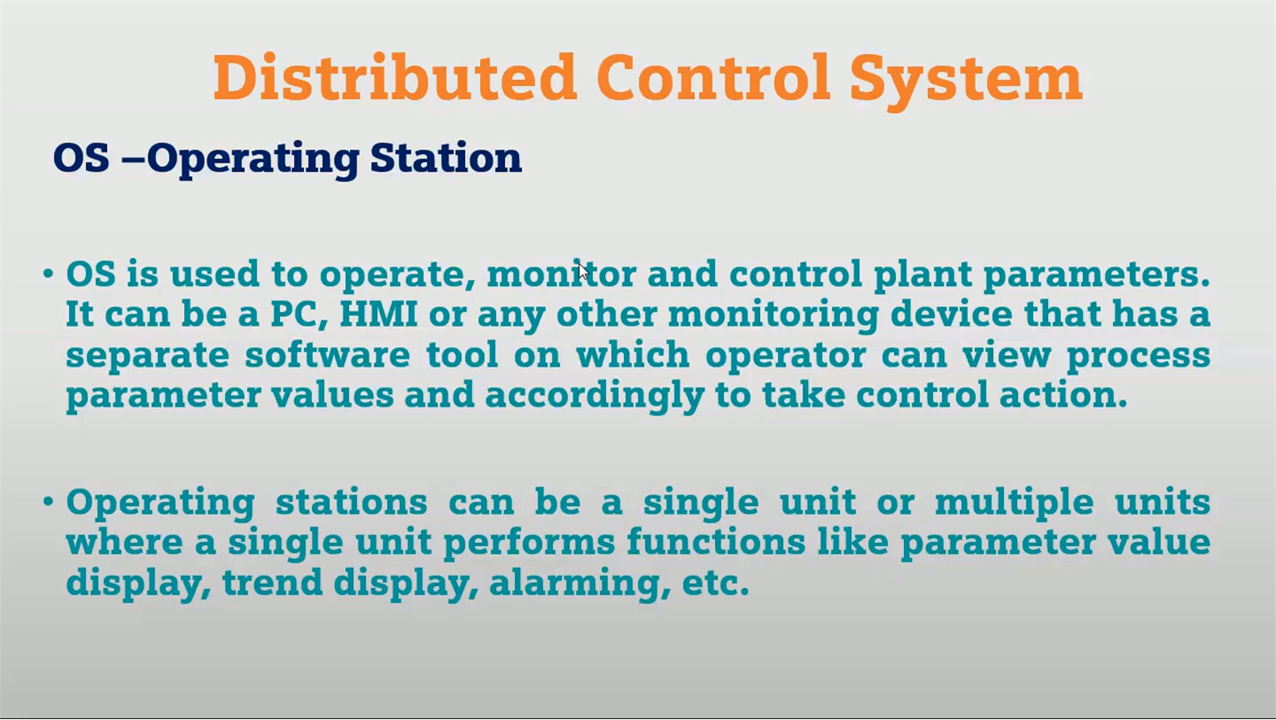 Distributed Control System
OS –Operating Station
• OS is used to operate, monitor and control plant parameters.
It can be a PC, HMI or any other monitoring device that has a
separate software tool on which operator can view process
parameter values and accordingly to take control action.
• Operating stations can be a single unit or multiple units
where a single unit performs functions like parameter value
display, trend display, alarming, etc.